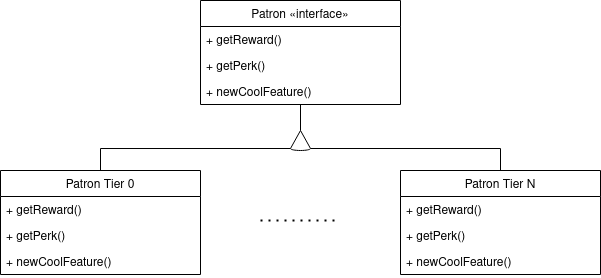 Patron «interface»
+ getReward()
+ getPerk()
+ newCoolFeature()
Patron Tier 0
+ getReward()
+ getPerk()
+ newCoolFeature()
..........
Patron Tier N
+ getReward()
+ getPerk()
+ newCoolFeature()